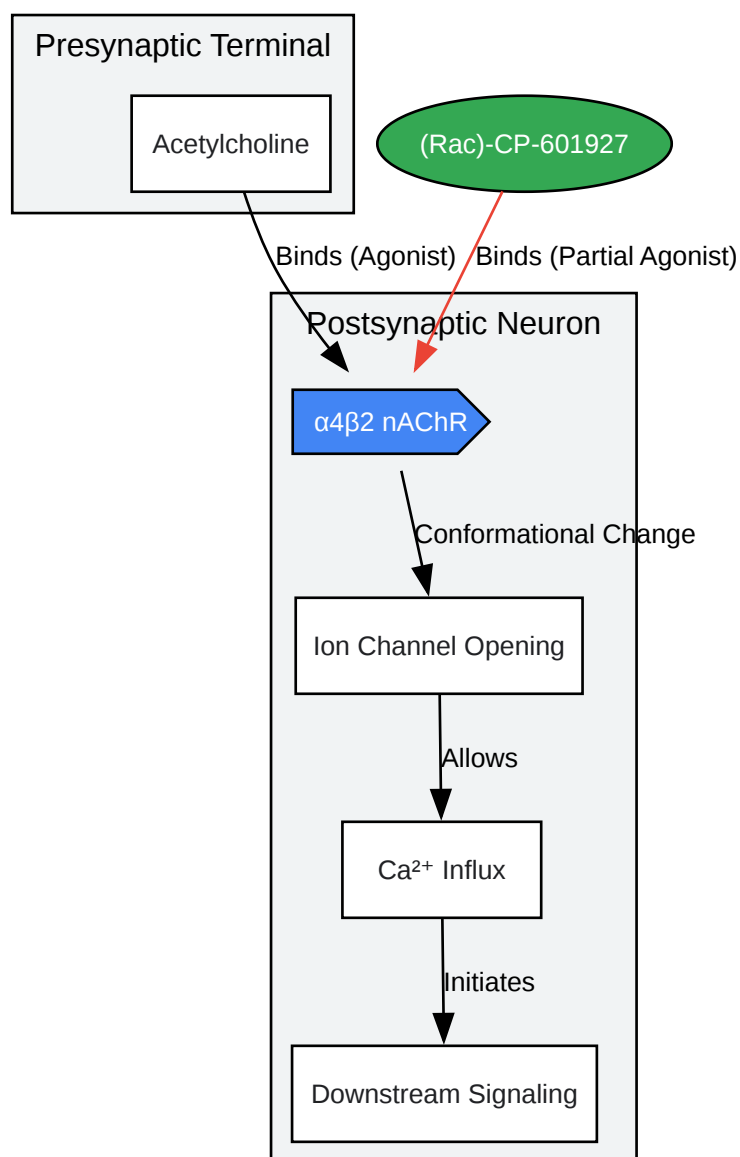 Presynaptic Terminal
Acetylcholine
(Rac)-CP-601927
Binds (Agonist)
Binds (Partial Agonist)
Postsynaptic Neuron
α4β2 nAChR
Conformational Change
Ion Channel Opening
Allows
Ca²⁺ Influx
Initiates
Downstream Signaling